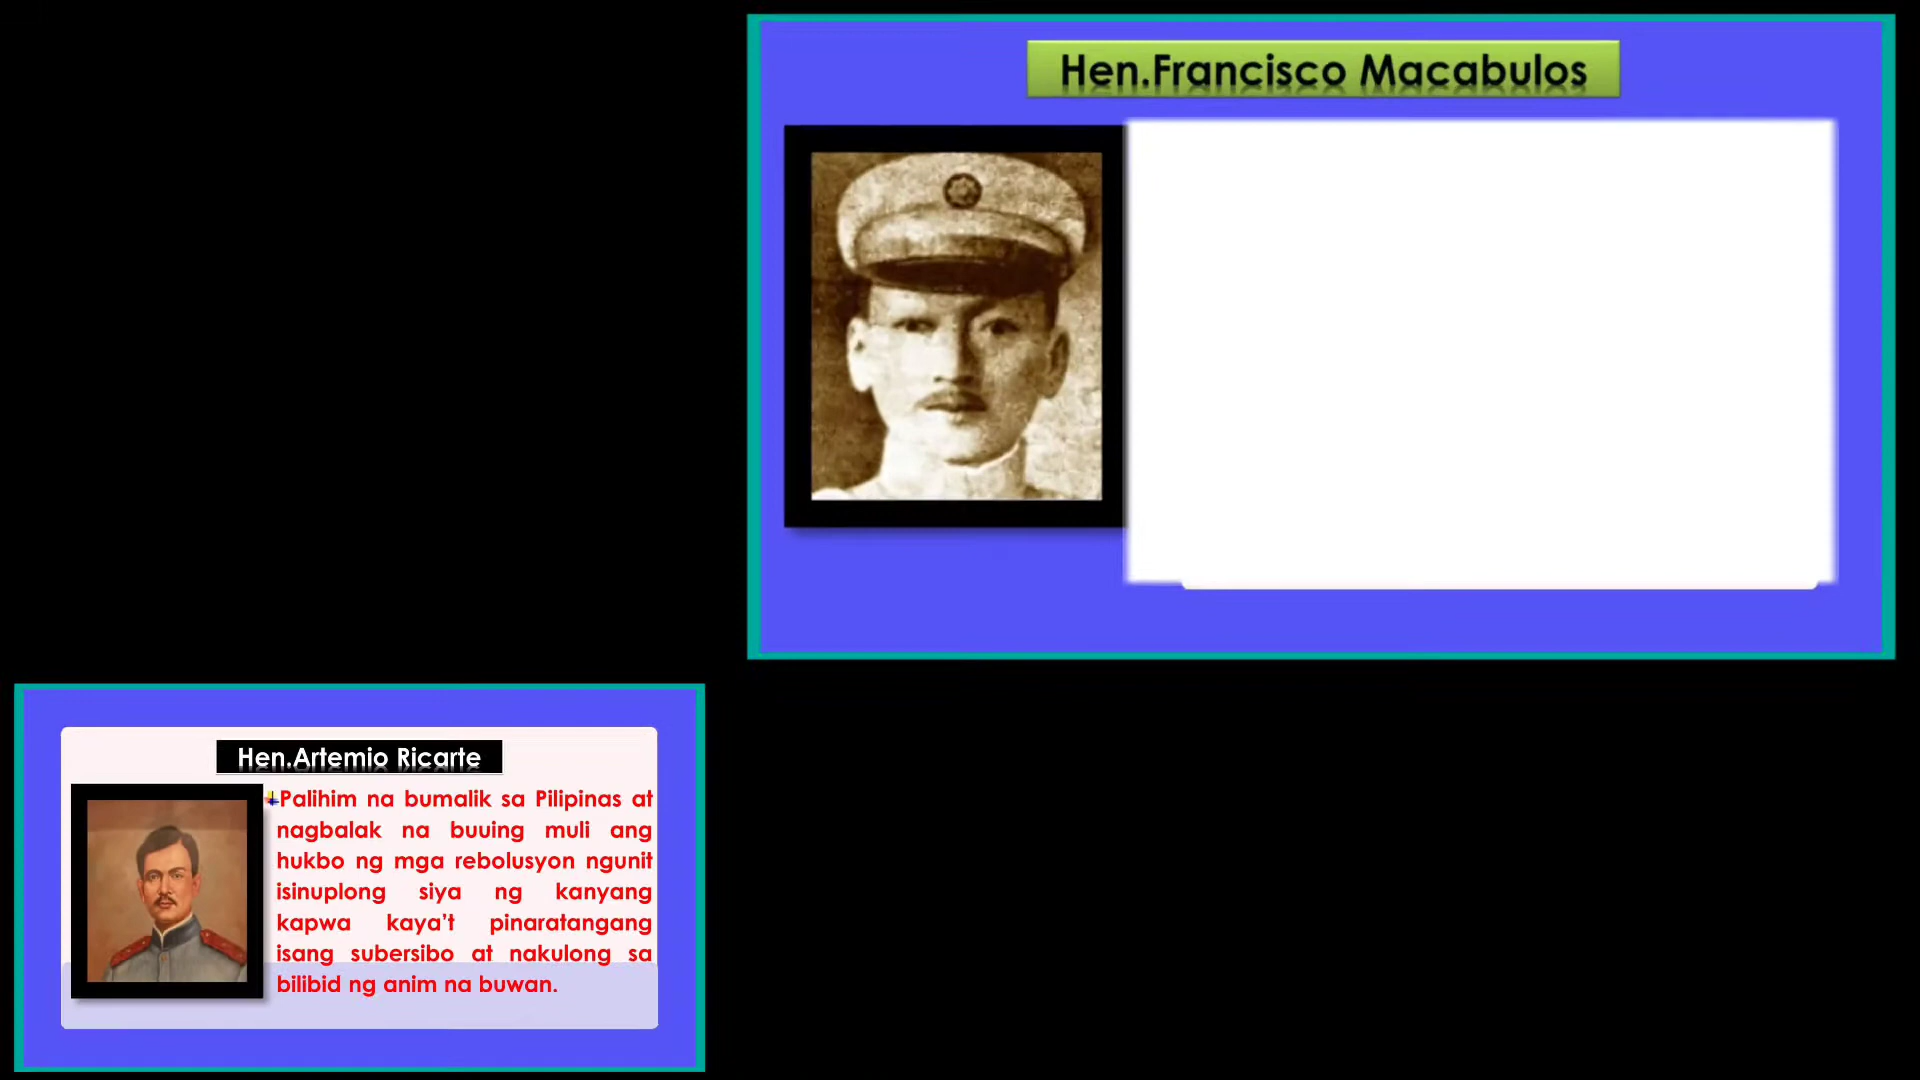 Hen.Francisco Macabulos
Hen.Artemio Ricarte
Palihim na bumalik sa Pilipinas at
nagbalak na buuing muli ang
hukbo ng mga rebolusyon ngunit
isinuplong siya ng kanyang
kapwa kaya't pinaratangang
isang subersibo at nakulong sa
bilibid ng anim na buwan.